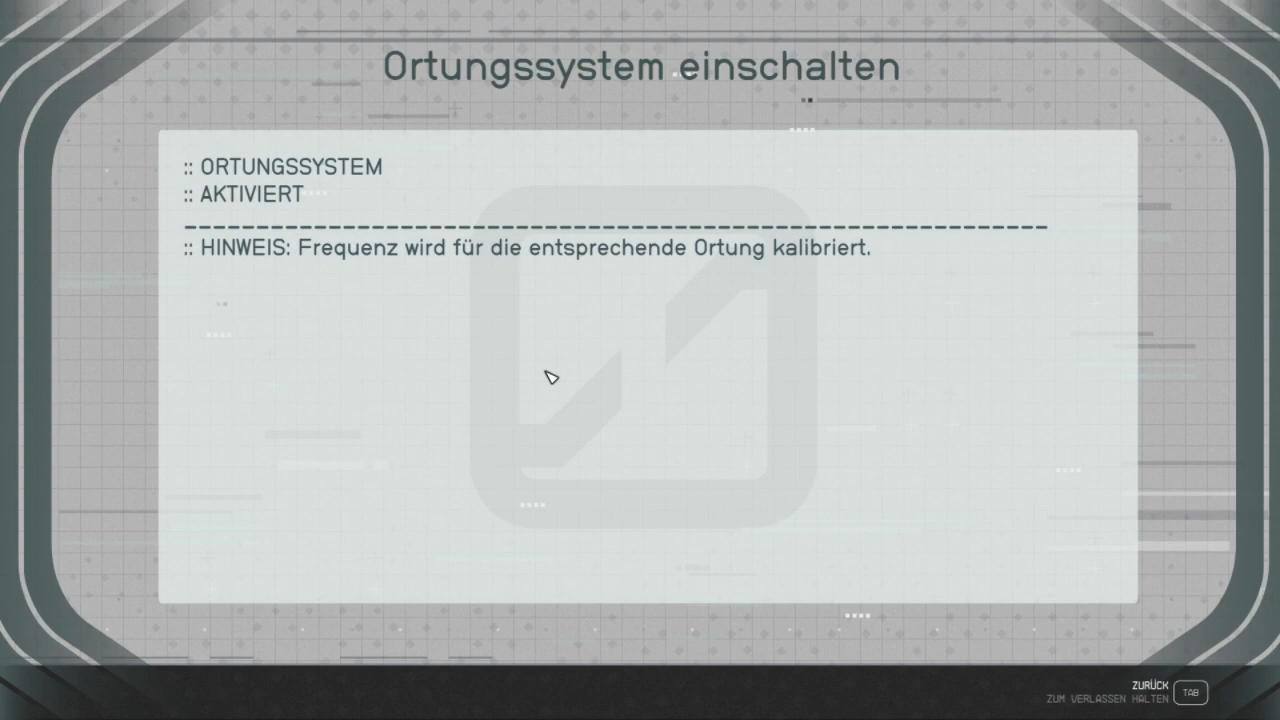 Ortungssystem einschalten
:: ORTUNGSSYSTEM
:: AKTIVIERT
:: HINWEIS: Frequenz wird für die entsprechende Ortung kalibriert.
ZURÜCK
ZUM VERLASSEN HALTEN TAB